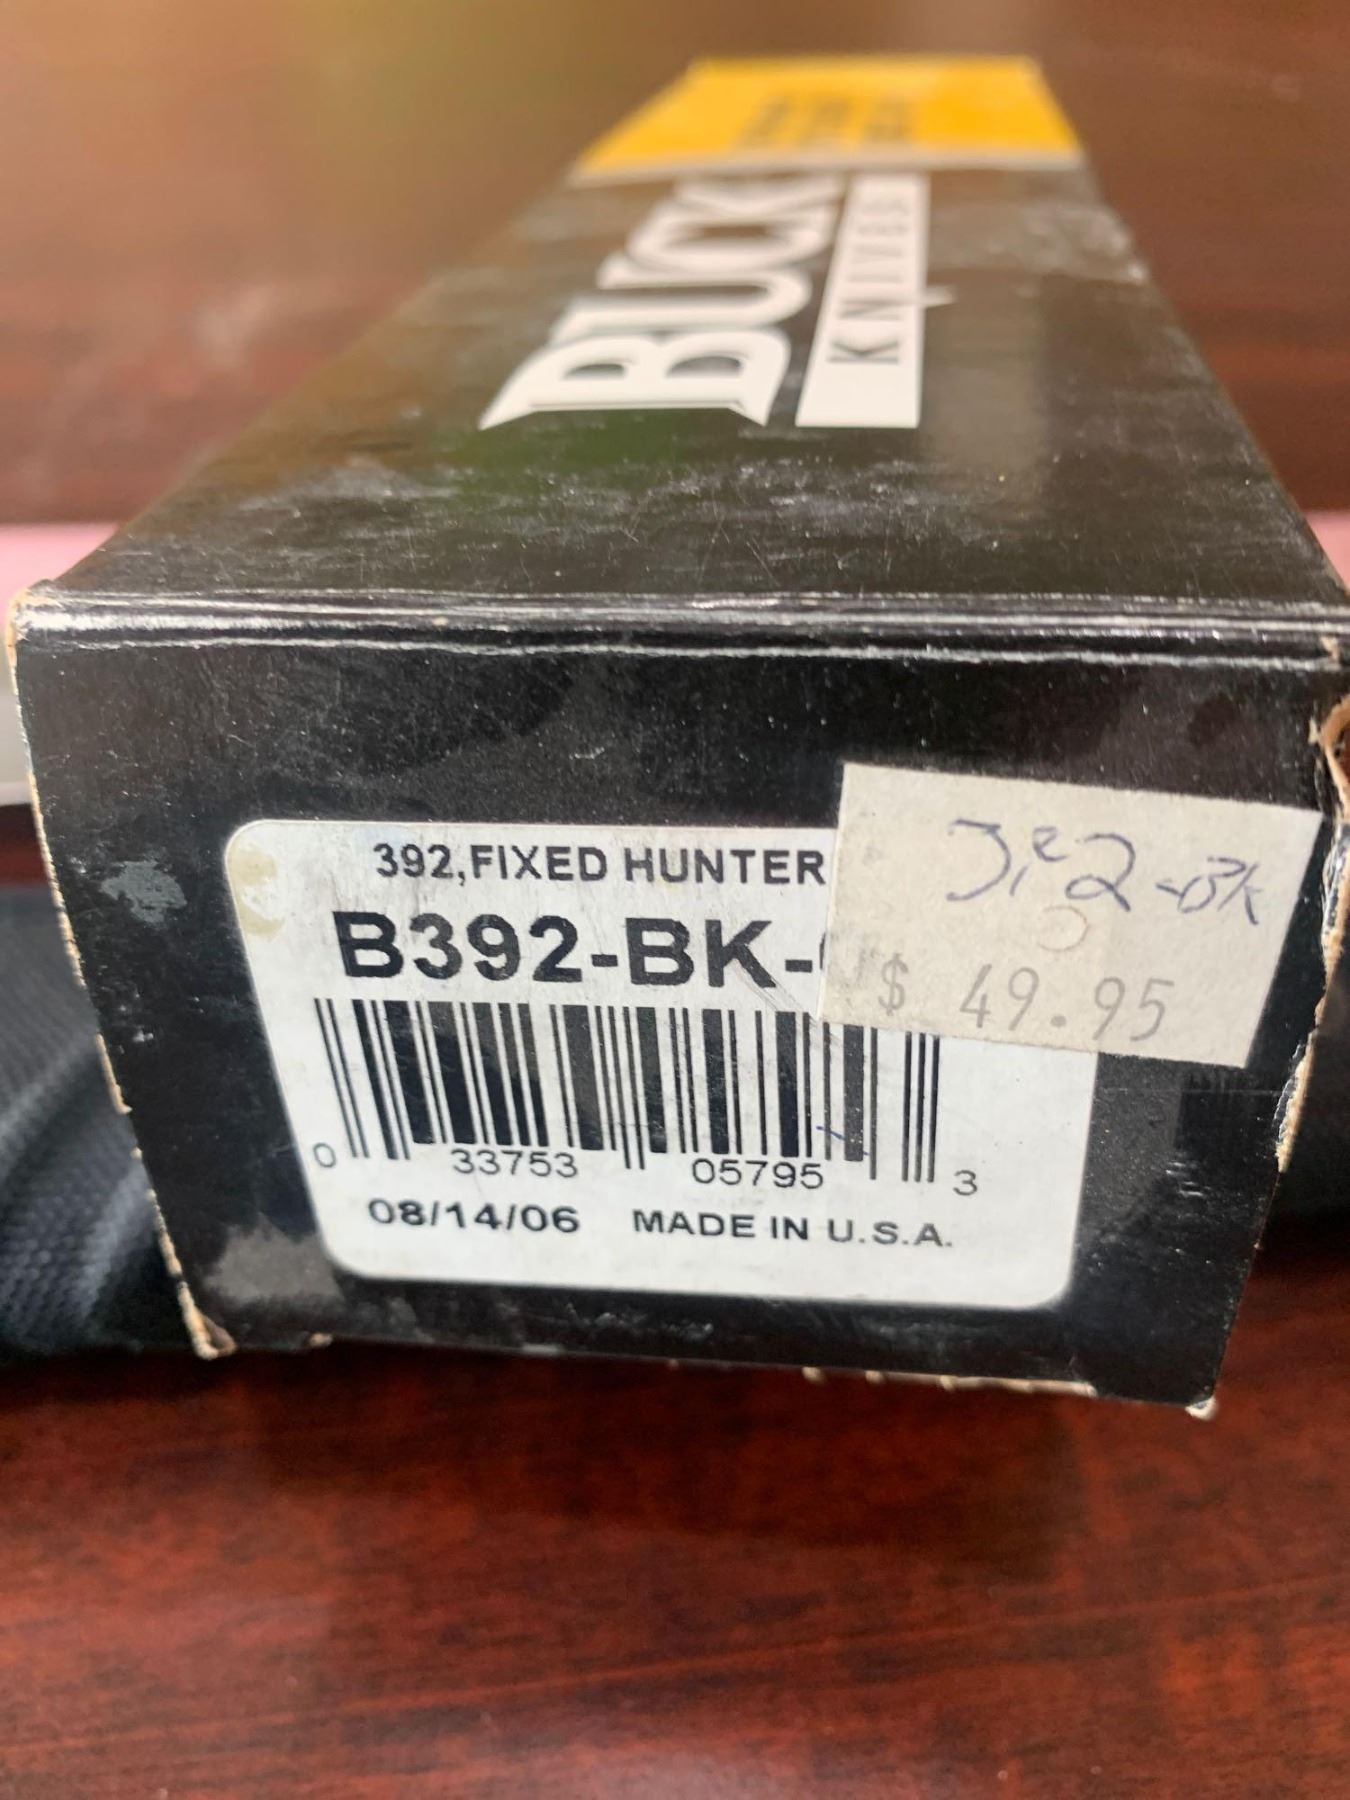 BUCK
KNIVES
392,FIXED HUNTER
B392-BK-
$ 49.95
0 33753 05795 3
08/14/06 MADE IN U.S.A.